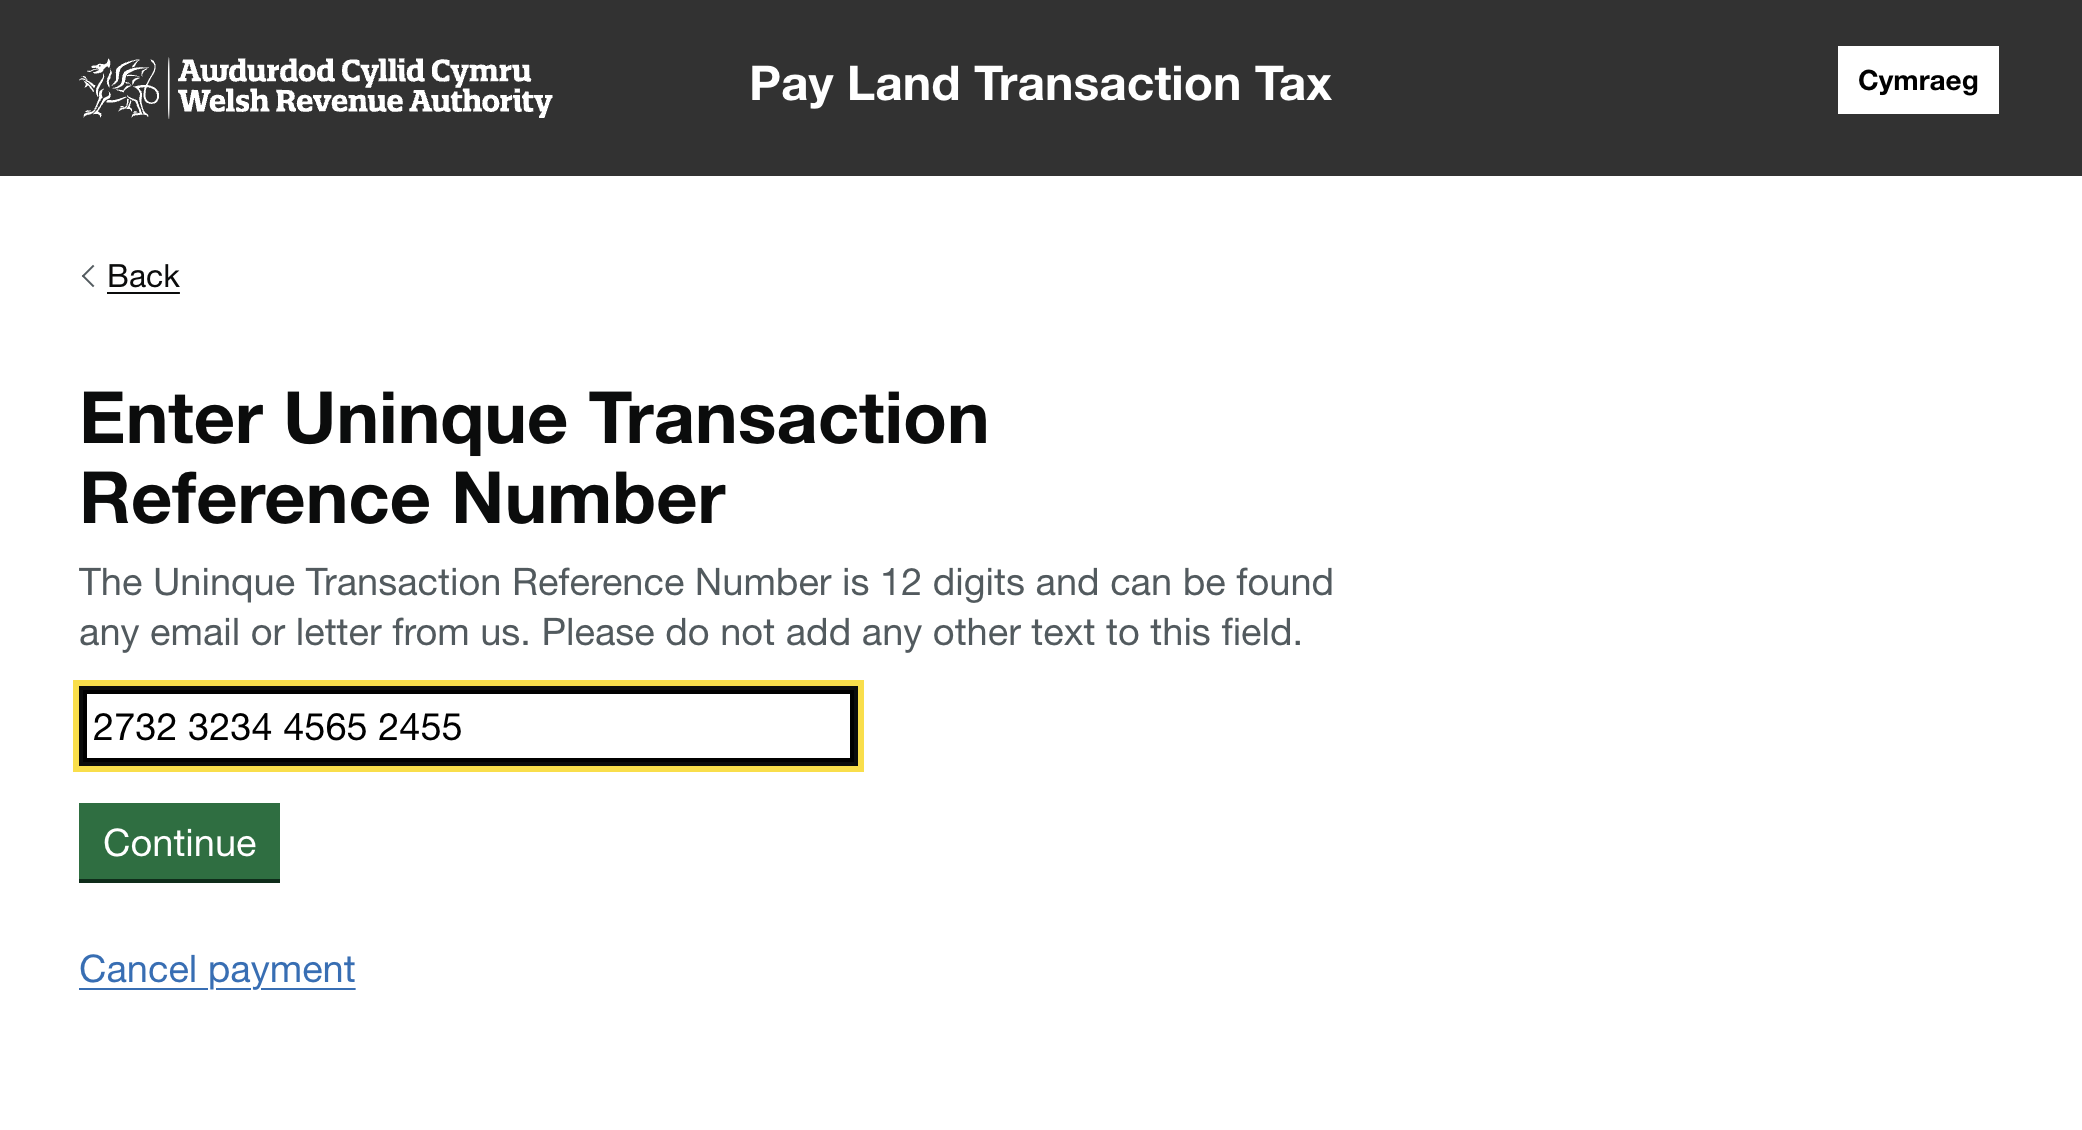 Awdurdod Cyllid Cymru
Welsh Revenue Authority
Pay Land Transaction Tax
Cymraeg
Back
Enter Uninque Transaction
Reference Number
The Uninque Transaction Reference Number is 12 digits and can be found
any email or letter from us. Please do not add any other text to this field.
2732 3234 4565 2455
Continue
Cancel payment